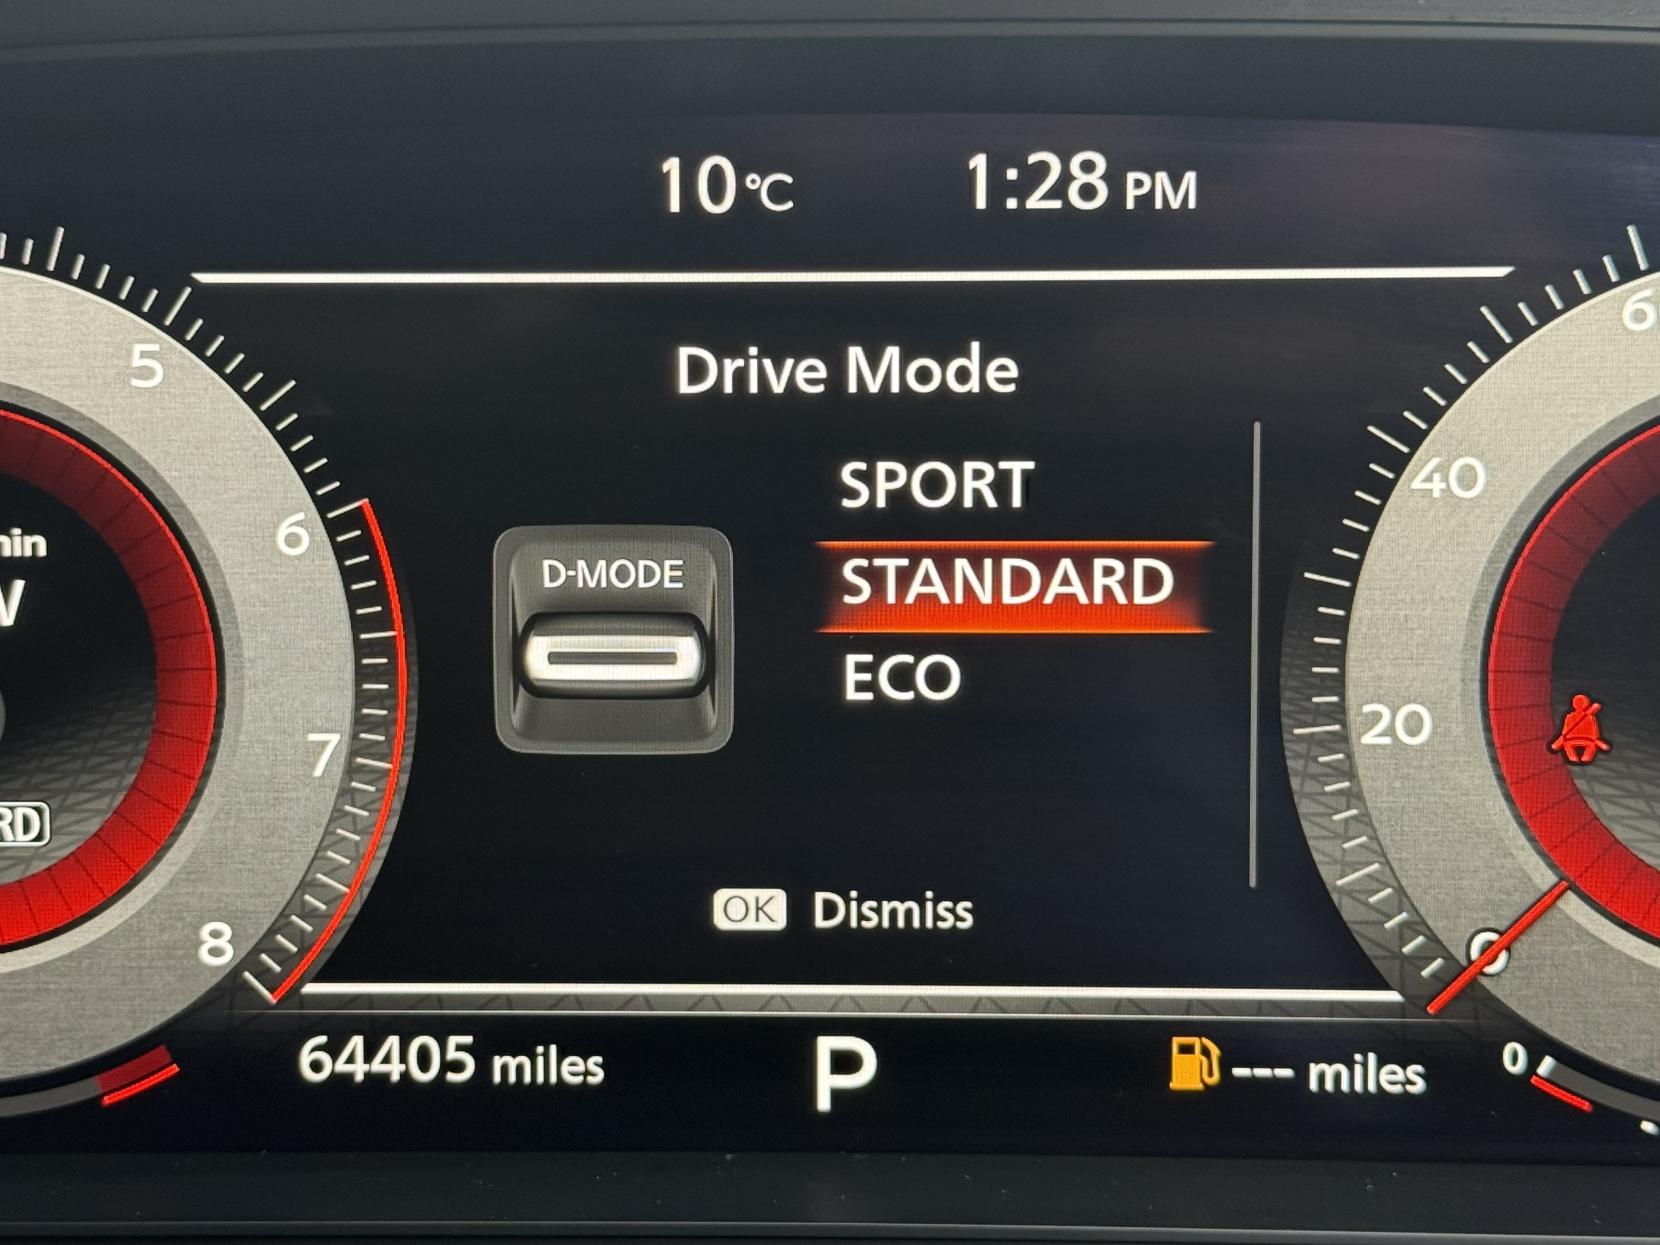 10°C 1:28 PM
Drive Mode
SPORT
D-MODE
STANDARD
ECO
OK Dismiss
64405 miles
P
--- miles
5
6
7
8
40
20
0
0